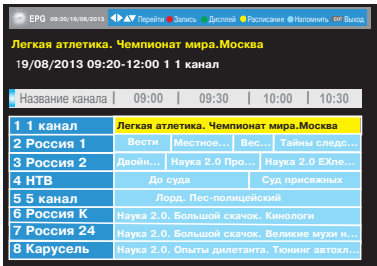 EPG 09:30/19/08/2013 Перейти Запись Дисплей Расписание Напомнить EXIT Выход
Легкая атлетика. Чемпионат мира.Москва
19/08/2013 09:20-12:00 1 1 канал
Название канала | 09:00 | 09:30 | 10:00 | 10:30
1 1 канал Легкая атлетика. Чемпионат мира.Москва
2 Россия 1 Вести Местное... Вес... Тайны следс...
3 Россия 2 Двойн... Наука 2.0 Про... Наука 2.0 EXпе...
4 НТВ До суда Суд присяжных
5 5 канал Лорд. Пес-полицейский
6 Россия К Наука 2.0. Большой скачок. Кинологи
7 Россия 24 Наука 2.0. Большой скачок. Великие мухи н...
8 Карусель Наука 2.0. Опыты дилетанта. Тюнинг автохл...